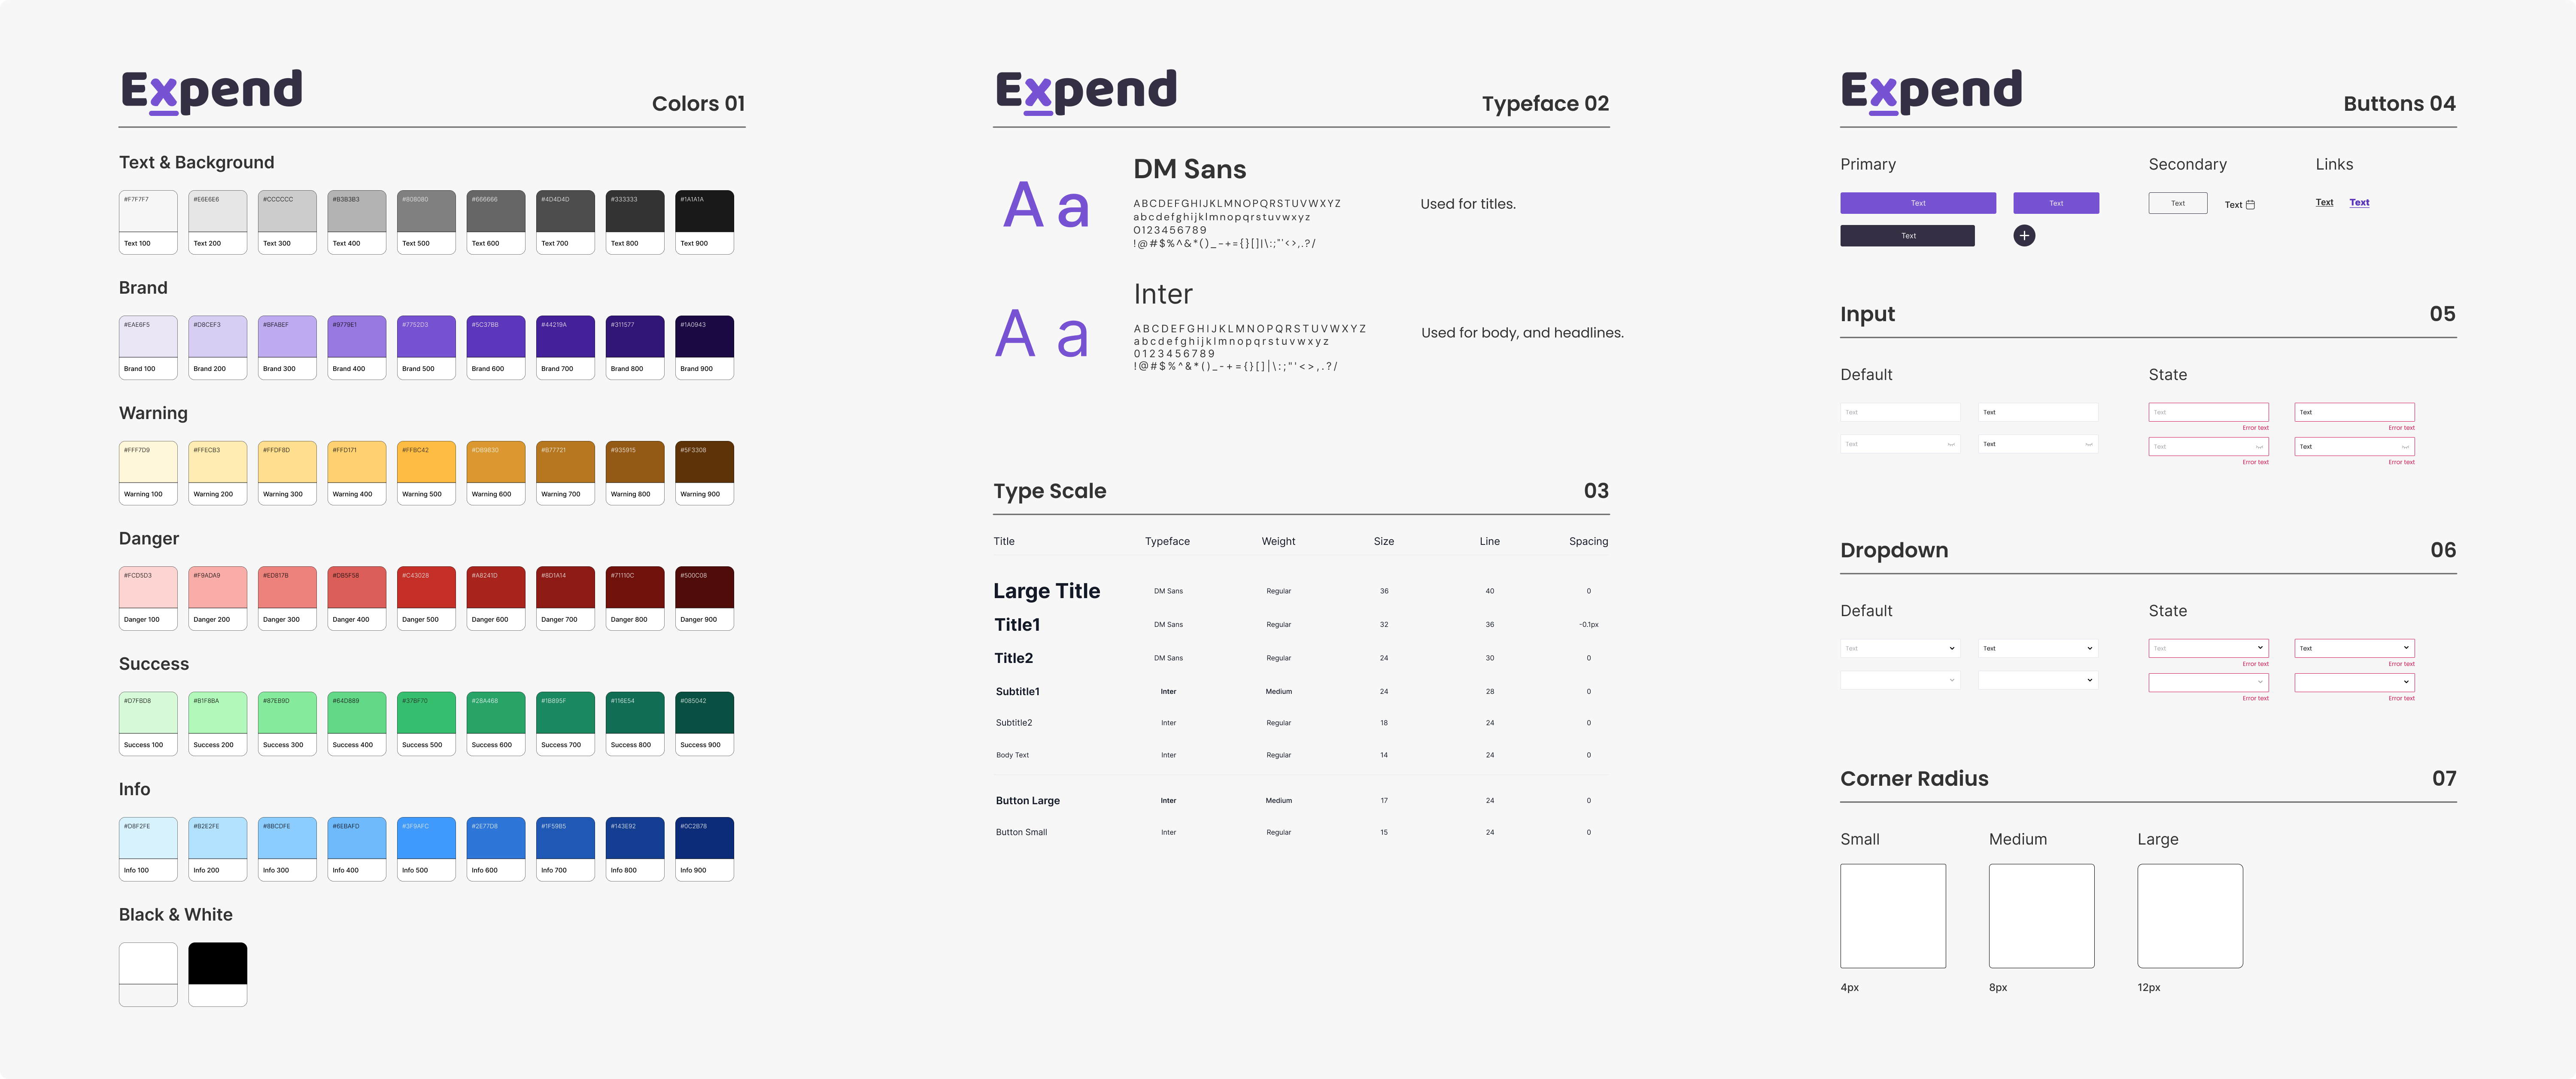 Expend
Colors 01
Text & Background
#F7F7F7 #E6E6E6 #CCCCCC #B3B3B3 #808080 #666666 #4D4D4D #333333 #1A1A1A
Text 100 Text 200 Text 300 Text 400 Text 500 Text 600 Text 700 Text 800 Text 900
Brand
#EAE6F5 #D8CEF3 #BFABEF #9779E1 #7752D3 #5C37BB #44219A #311577 #1A0943
Brand 100 Brand 200 Brand 300 Brand 400 Brand 500 Brand 600 Brand 700 Brand 800 Brand 900
Warning
#FFF7D9 #FFECB3 #FFDF8D #FFD171 #FFBC42 #DB9830 #B77721 #935915 #5F3308
Warning 100 Warning 200 Warning 300 Warning 400 Warning 500 Warning 600 Warning 700 Warning 800 Warning 900
Danger
#FCD5D3 #F9ADA9 #ED817B #DB5F58 #C43028 #A8241D #8D1A14 #71110C #500C08
Danger 100 Danger 200 Danger 300 Danger 400 Danger 500 Danger 600 Danger 700 Danger 800 Danger 900
Success
#D7FBD8 #B1F8BA #87EB9D #64D889 #37BF70 #28A468 #1B895F #116E54 #085042
Success 100 Success 200 Success 300 Success 400 Success 500 Success 600 Success 700 Success 800 Success 900
Info
#D8F2FE #B2E2FE #8BCDFE #6EBAFD #3F9AFC #2E77D8 #1F59B5 #143E92 #0C2B78
Info 100 Info 200 Info 300 Info 400 Info 500 Info 600 Info 700 Info 800 Info 900
Black & White
Expend
Typeface 02
A a
DM Sans
ABCDEFGHIJKLMNOPQRSTUVWXYZ
abcdefghijklmnopqrstuvwxyz
0123456789
!@#$%^&*()_-+={}[]|\:;"'<>,.?/
Used for titles.
A a
Inter
ABCDEFGHIJKLMNOPQRSTUVWXYZ
abcdefghijklmnopqrstuvwxyz
0123456789
!@#$%^&*()_-+={}[]|\:;"'<>,.?/
Used for body, and headlines.
Type Scale 03
Title Typeface Weight Size Line Spacing
Large Title DM Sans Regular 36 40 0
Title1 DM Sans Regular 32 36 -0.1px
Title2 DM Sans Regular 24 30 0
Subtitle1 Inter Medium 24 28 0
Subtitle2 Inter Regular 18 24 0
Body Text Inter Regular 14 24 0
Button Large Inter Medium 17 24 0
Button Small Inter Regular 15 24 0
Expend
Buttons 04
Primary Secondary Links
Text Text Text Text Text Text
Text
Input 05
Default State
Text Text Text Text
Error text Error text
Text Text Text Text
Error text Error text
Dropdown 06
Default State
Text Text Text Text
Error text Error text
Error text Error text
Corner Radius 07
Small Medium Large
4px 8px 12px